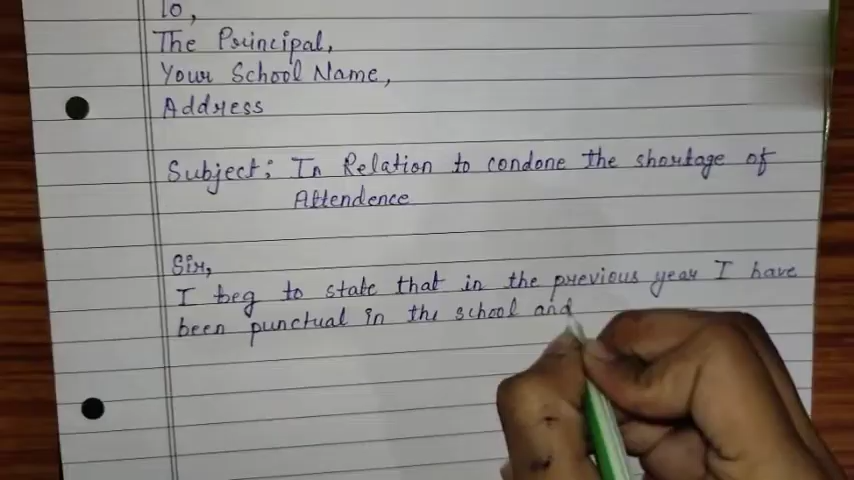 To,
The Principal,
Your School Name,
Address
Subject: In Relation to condone the shortage of
Attendence
Sir,
I beg to state that in the previous year I have
been punctual in the school and